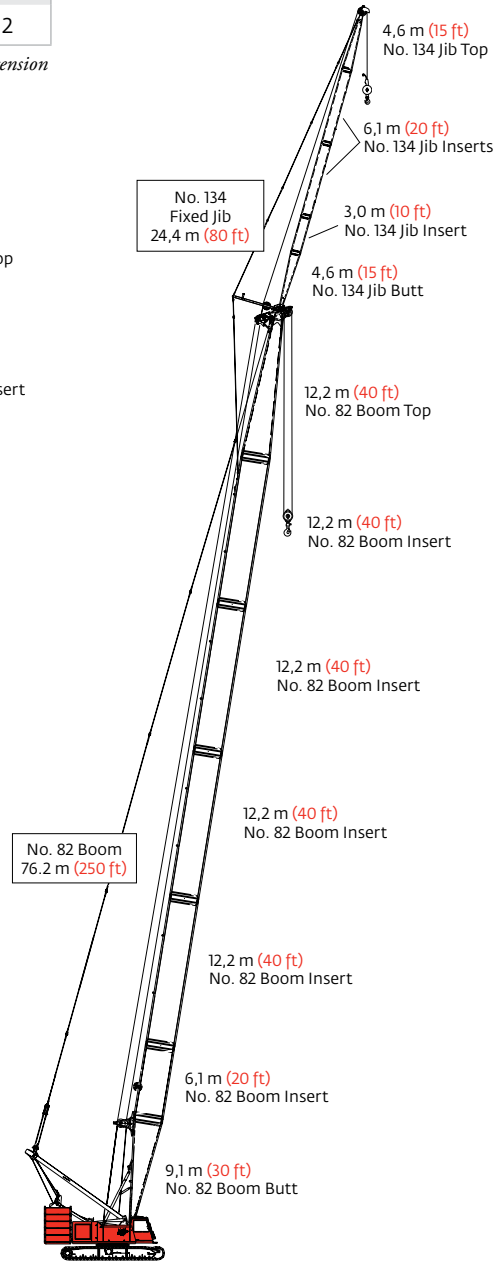 2
ension
4,6 m (15 ft)
No. 134 Jib Top
6,1 m (20 ft)
No. 134 Jib Inserts
No. 134
Fixed Jib
24,4 m (80 ft)
3,0 m (10 ft)
No. 134 Jib Insert
op
4,6 m (15 ft)
No. 134 Jib Butt
sert
12,2 m (40 ft)
No. 82 Boom Top
12,2 m (40 ft)
No. 82 Boom Insert
12,2 m (40 ft)
No. 82 Boom Insert
12,2 m (40 ft)
No. 82 Boom Insert
No. 82 Boom
76.2 m (250 ft)
12,2 m (40 ft)
No. 82 Boom Insert
6,1 m (20 ft)
No. 82 Boom Insert
9,1 m (30 ft)
No. 82 Boom Butt